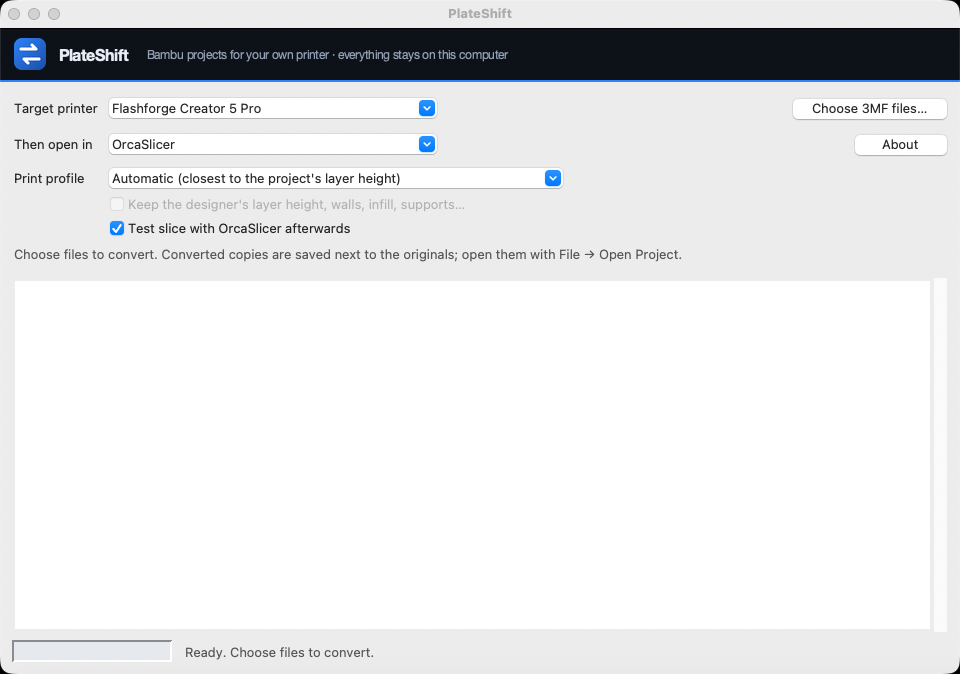 PlateShift
PlateShift Bambu projects for your own printer · everything stays on this computer
Target printer Flashforge Creator 5 Pro Choose 3MF files...
Then open in OrcaSlicer About
Print profile Automatic (closest to the project's layer height)
Keep the designer's layer height, walls, infill, supports...
Test slice with OrcaSlicer afterwards
Choose files to convert. Converted copies are saved next to the originals; open them with File → Open Project.
Ready. Choose files to convert.